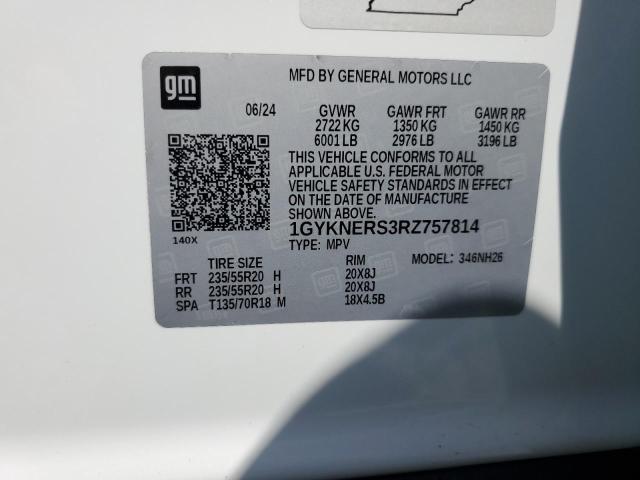 gm
MFD BY GENERAL MOTORS LLC
06/24 GVWR GAWR FRT GAWR RR
2722 KG 1350 KG 1450 KG
6001 LB 2976 LB 3196 LB
THIS VEHICLE CONFORMS TO ALL
APPLICABLE U.S. FEDERAL MOTOR
VEHICLE SAFETY STANDARDS IN EFFECT
ON THE DATE OF MANUFACTURE
SHOWN ABOVE.
140X
1GYKNERS3RZ757814
TYPE: MPV
TIRE SIZE RIM MODEL: 346NH26
FRT 235/55R20 H 20X8J
RR 235/55R20 H 20X8J
SPA T135/70R18 M 18X4.5B